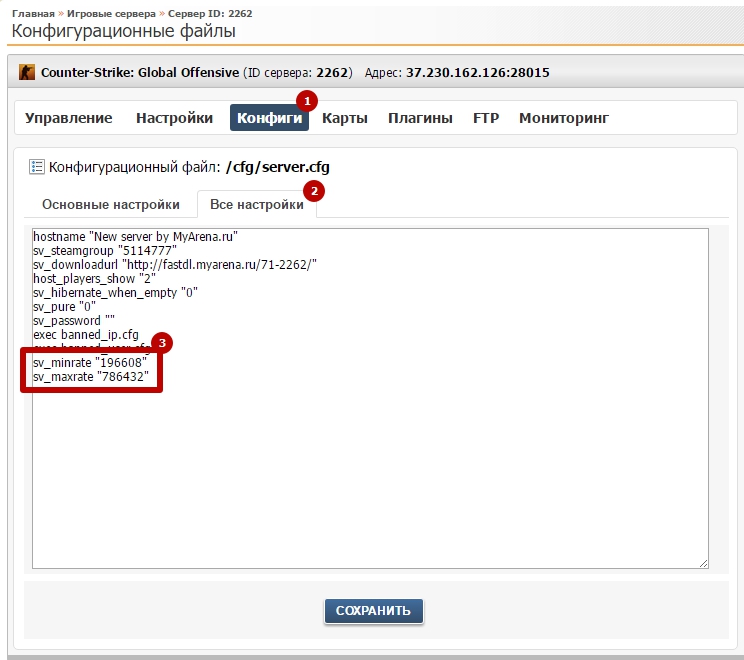 Главная » Игровые сервера » Сервер ID: 2262
Конфигурационные файлы
Counter-Strike: Global Offensive (ID сервера: 2262) Адрес: 37.230.162.126:28015
1
Управление Настройки Конфиги Карты Плагины FTP Мониторинг
Конфигурационный файл: /cfg/server.cfg
2
Основные настройки Все настройки
hostname "New server by MyArena.ru"
sv_steamgroup "5114777"
sv_downloadurl "http://fastdl.myarena.ru/71-2262/"
host_players_show "2"
sv_hibernate_when_empty "0"
sv_pure "0"
sv_password ""
exec banned_ip.cfg
exec banned_user.cfg
3
sv_minrate "196608"
sv_maxrate "786432"
СОХРАНИТЬ